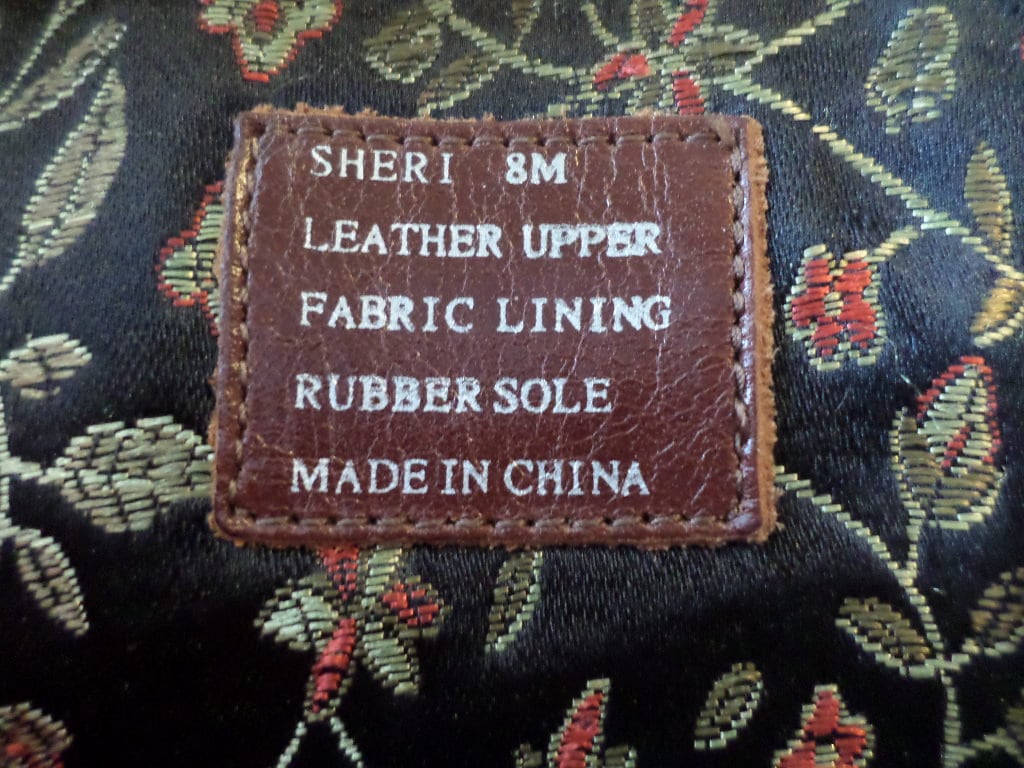 SHERI 8M
LEATHER UPPER
FABRIC LINING
RUBBER SOLE
MADE IN CHINA